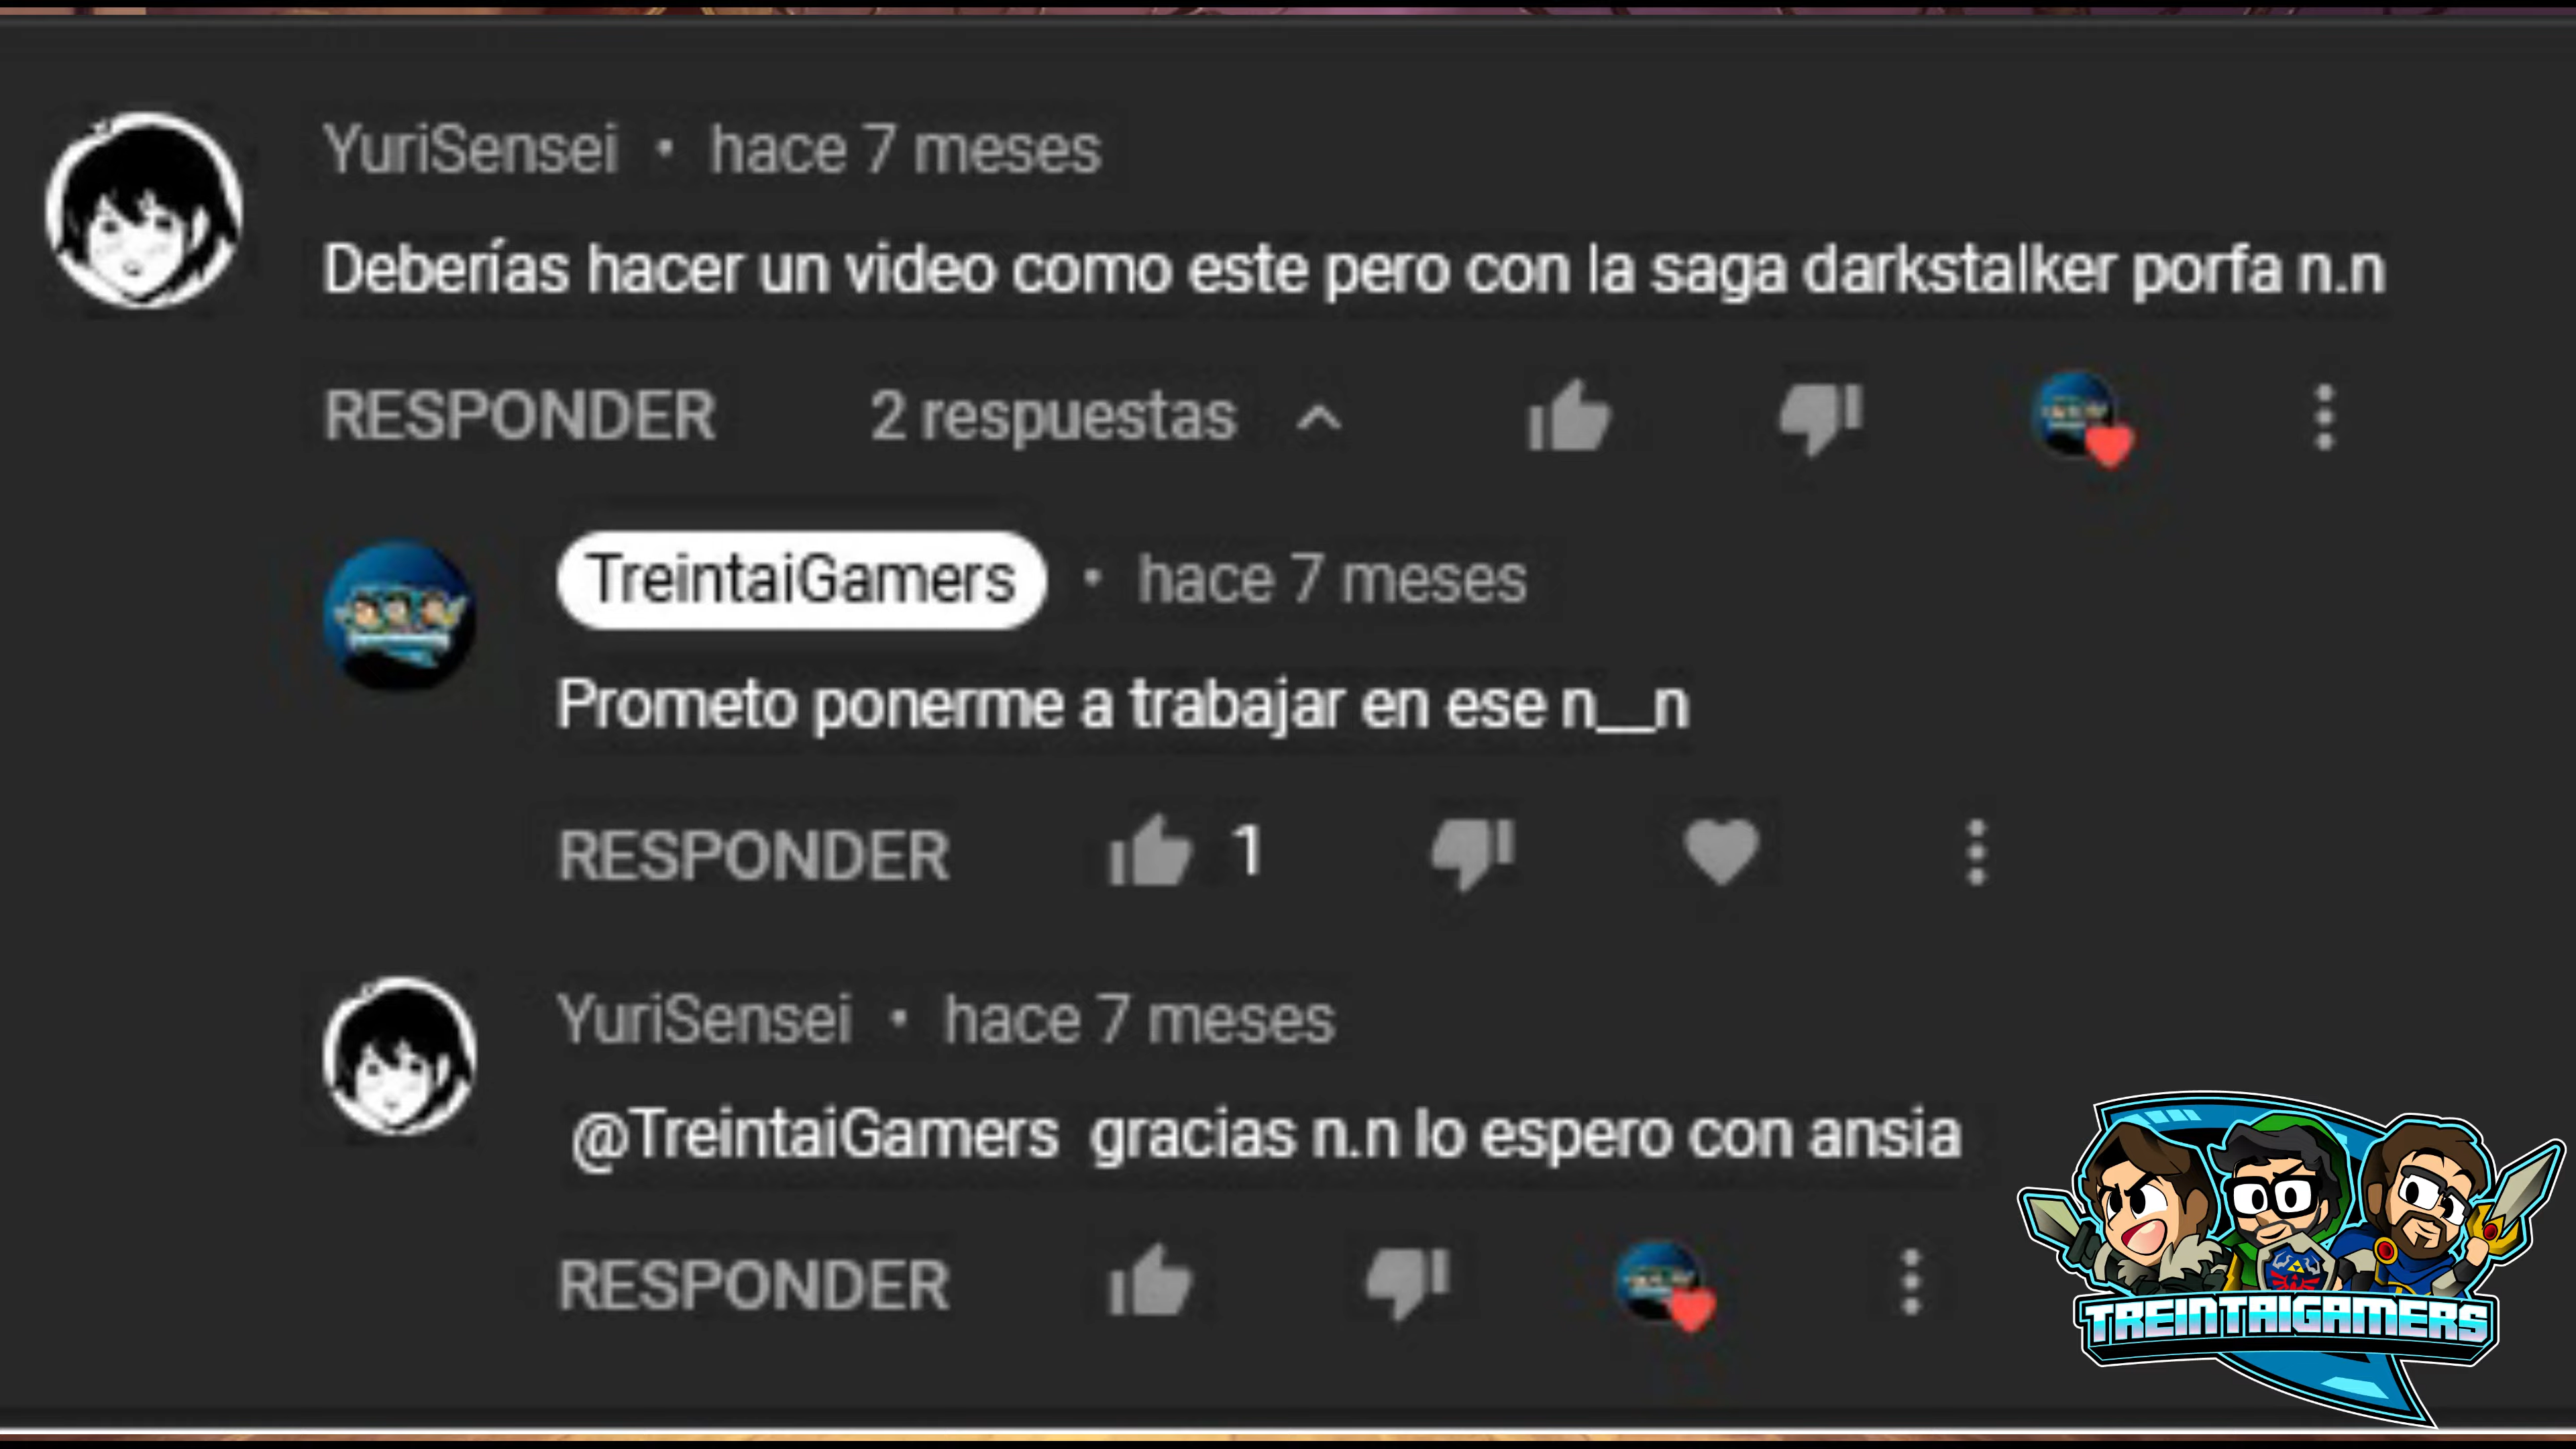 YuriSensei • hace 7 meses
Deberías hacer un video como este pero con la saga darkstalker porfa n.n
RESPONDER 2 respuestas
TreintaiGamers • hace 7 meses
Prometo ponerme a trabajar en ese n__n
RESPONDER 1
YuriSensei • hace 7 meses
@TreintaiGamers gracias n.n lo espero con ansia
RESPONDER
TREINTAIGAMERS